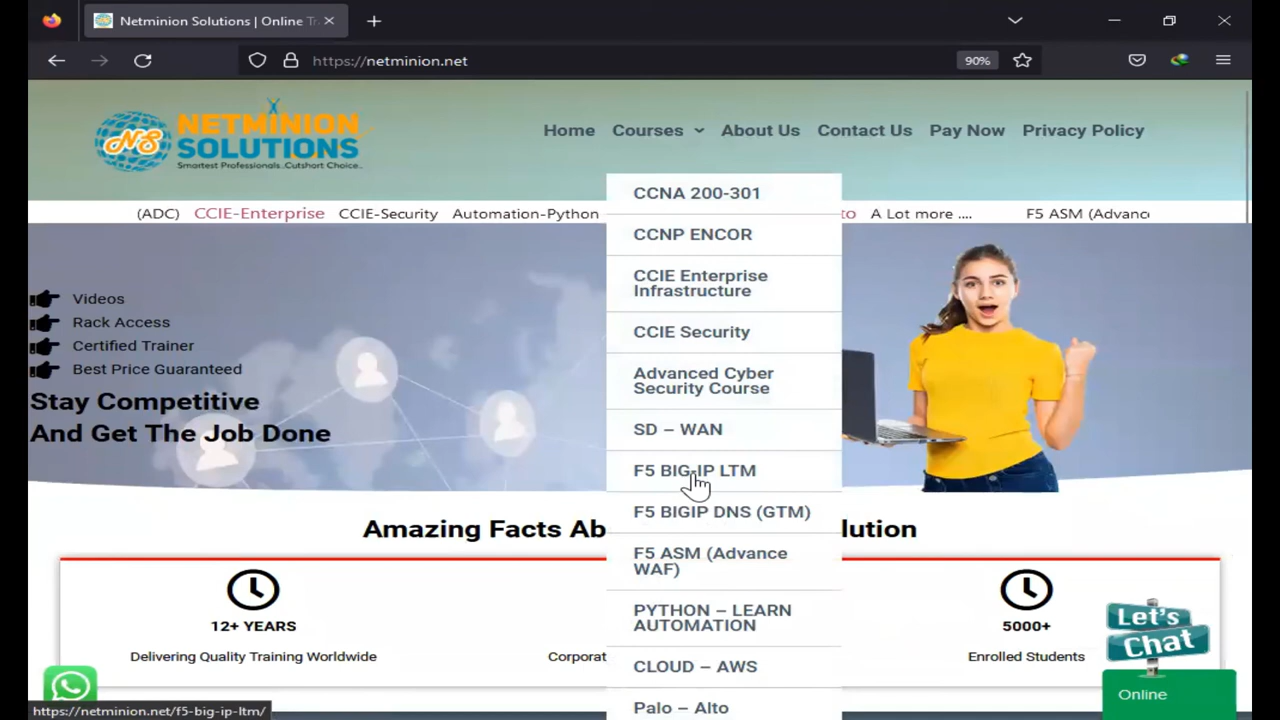 Netminion Solutions | Online Tr
https://netminion.net
90%
NS
NETMINION
SOLUTIONS
Smartest Professionals..Cutshort Choice..
Home
Courses
About Us
Contact Us
Pay Now
Privacy Policy
(ADC)
CCIE-Enterprise
CCIE-Security
Automation-Python
to
A Lot more ....
F5 ASM (Advanc
CCNA 200-301
CCNP ENCOR
CCIE Enterprise
Infrastructure
CCIE Security
Advanced Cyber
Security Course
SD – WAN
F5 BIG-IP LTM
F5 BIGIP DNS (GTM)
F5 ASM (Advance
WAF)
PYTHON – LEARN
AUTOMATION
CLOUD – AWS
Palo – Alto
Videos
Rack Access
Certified Trainer
Best Price Guaranteed
Stay Competitive
And Get The Job Done
Amazing Facts Ab
lution
12+ YEARS
Delivering Quality Training Worldwide
Corporat
5000+
Enrolled Students
Let's
Chat
Online
https://netminion.net/f5-big-ip-ltm/